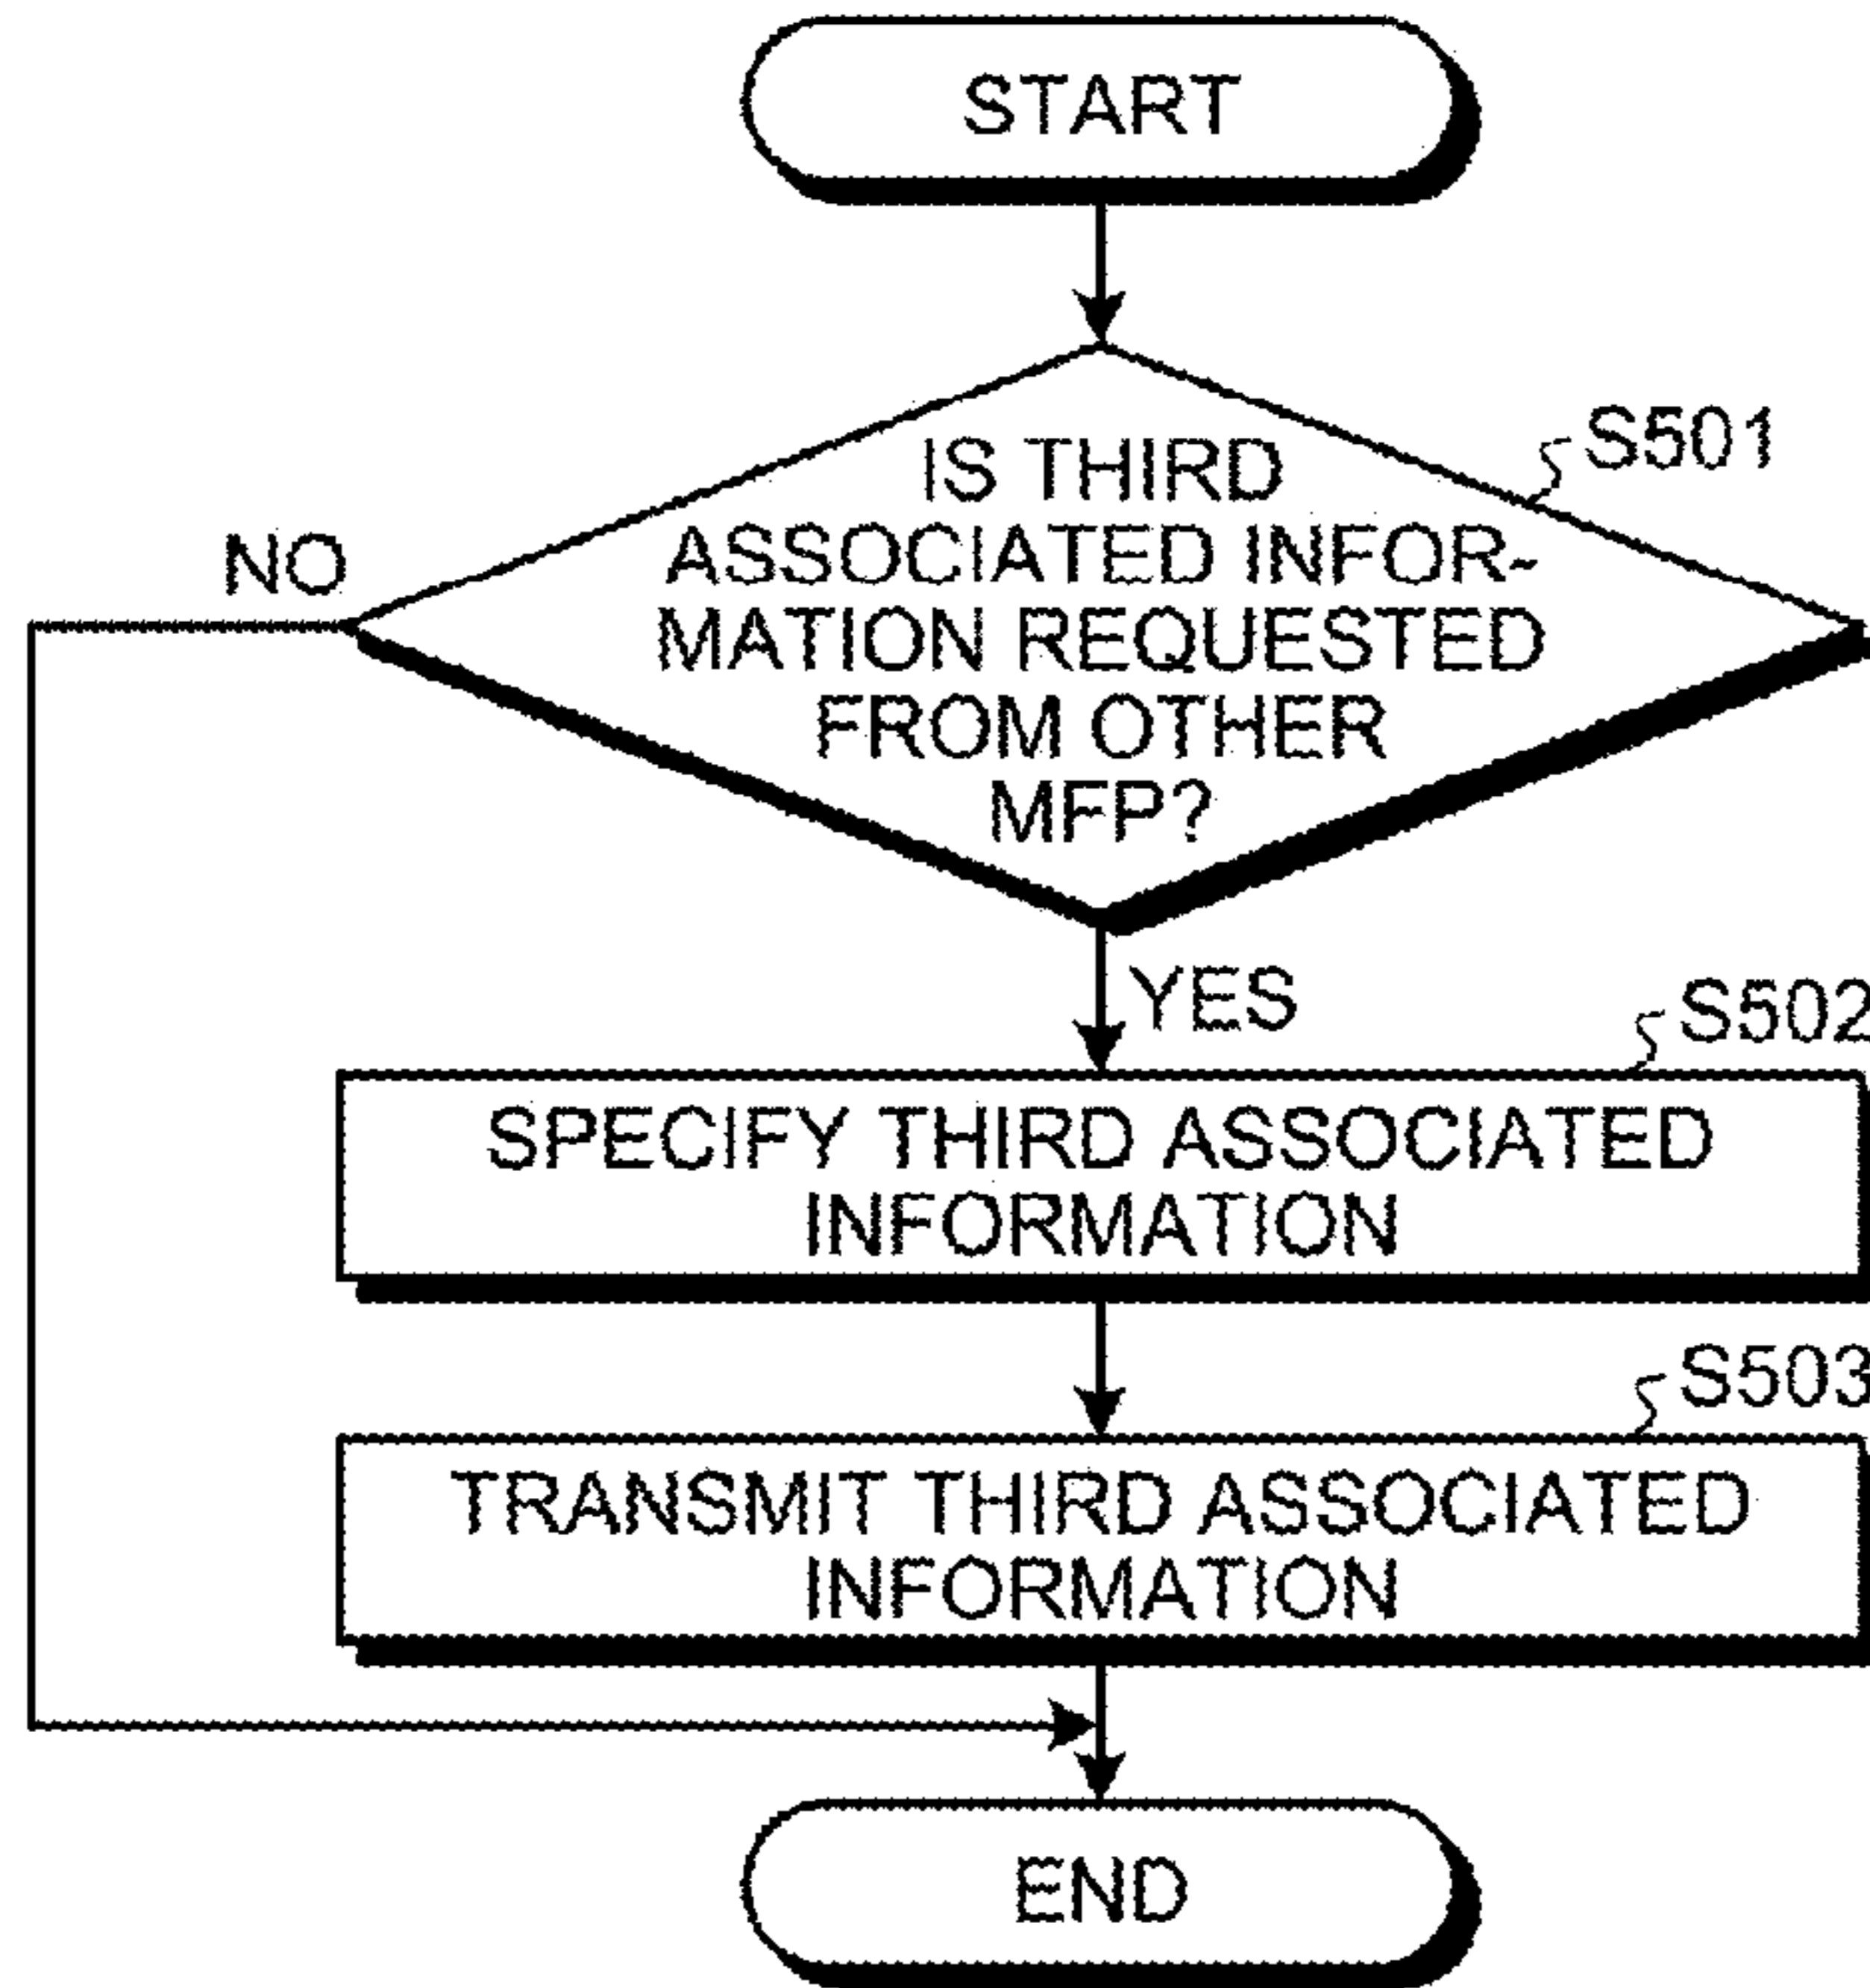 START
S501
IS THIRD
ASSOCIATED INFOR-
MATION REQUESTED
FROM OTHER
MFP?
NO
YES
S502
SPECIFY THIRD ASSOCIATED
INFORMATION
S503
TRANSMIT THIRD ASSOCIATED
INFORMATION
END